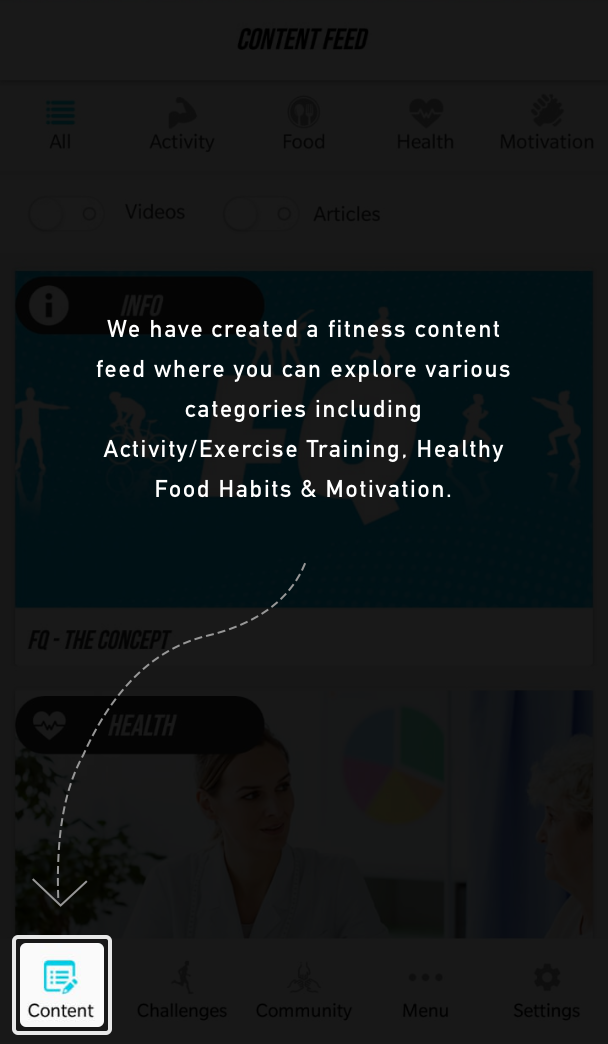 CONTENT FEED
All
Activity
Food
Health
Motivation
Videos
Articles
INFO
FQ
We have created a fitness content
feed where you can explore various
categories including
Activity/Exercise Training, Healthy
Food Habits & Motivation.
FQ - THE CONCEPT
HEALTH
Content
Challenges
Community
Menu
Settings